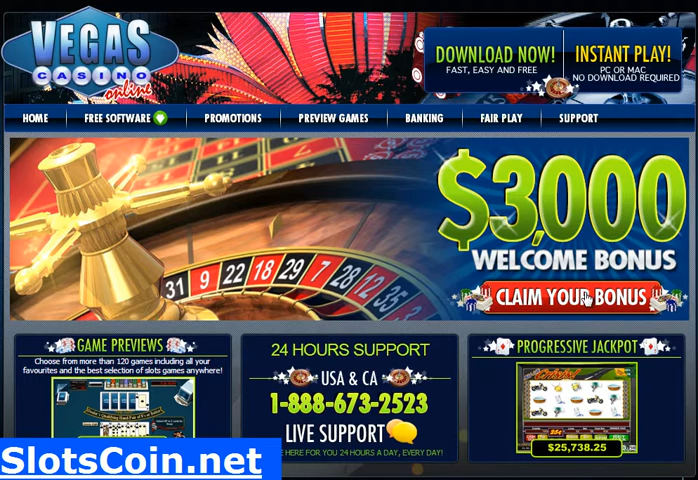 VEGAS
CASINO
online
DOWNLOAD NOW!
FAST, EASY AND FREE
INSTANT PLAY!
PC OR MAC
NO DOWNLOAD REQUIRED
HOME
FREE SOFTWARE
PROMOTIONS
PREVIEW GAMES
BANKING
FAIR PLAY
SUPPORT
$3,000
WELCOME BONUS
CLAIM YOUR BONUS
31 9 22 18 29 7 28 12 35
GAME PREVIEWS
Choose from more than 120 games including all your
favourites and the best selection of slots games anywhere!
24 HOURS SUPPORT
USA & CA
1-888-673-2523
LIVE SUPPORT
HERE FOR YOU 24 HOURS A DAY, EVERY DAY!
PROGRESSIVE JACKPOT
$25,738.25
SlotsCoin.net